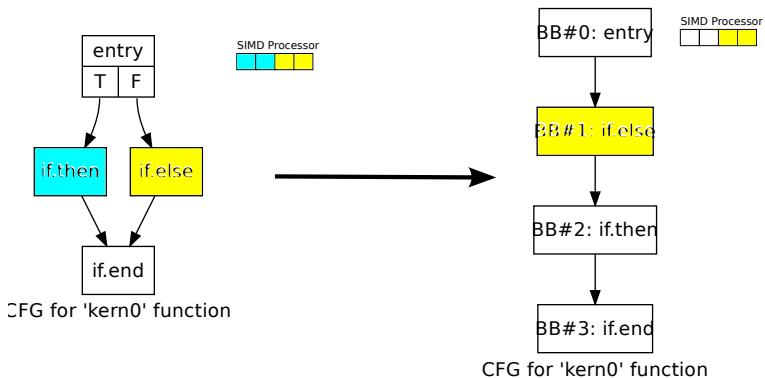 entry
T F
if.then
if.else
if.end
CFG for 'kern0' function
SIMD Processor
BB#0: entry
BB#1: if.else
BB#2: if.then
BB#3: if.end
CFG for 'kern0' function
SIMD Processor